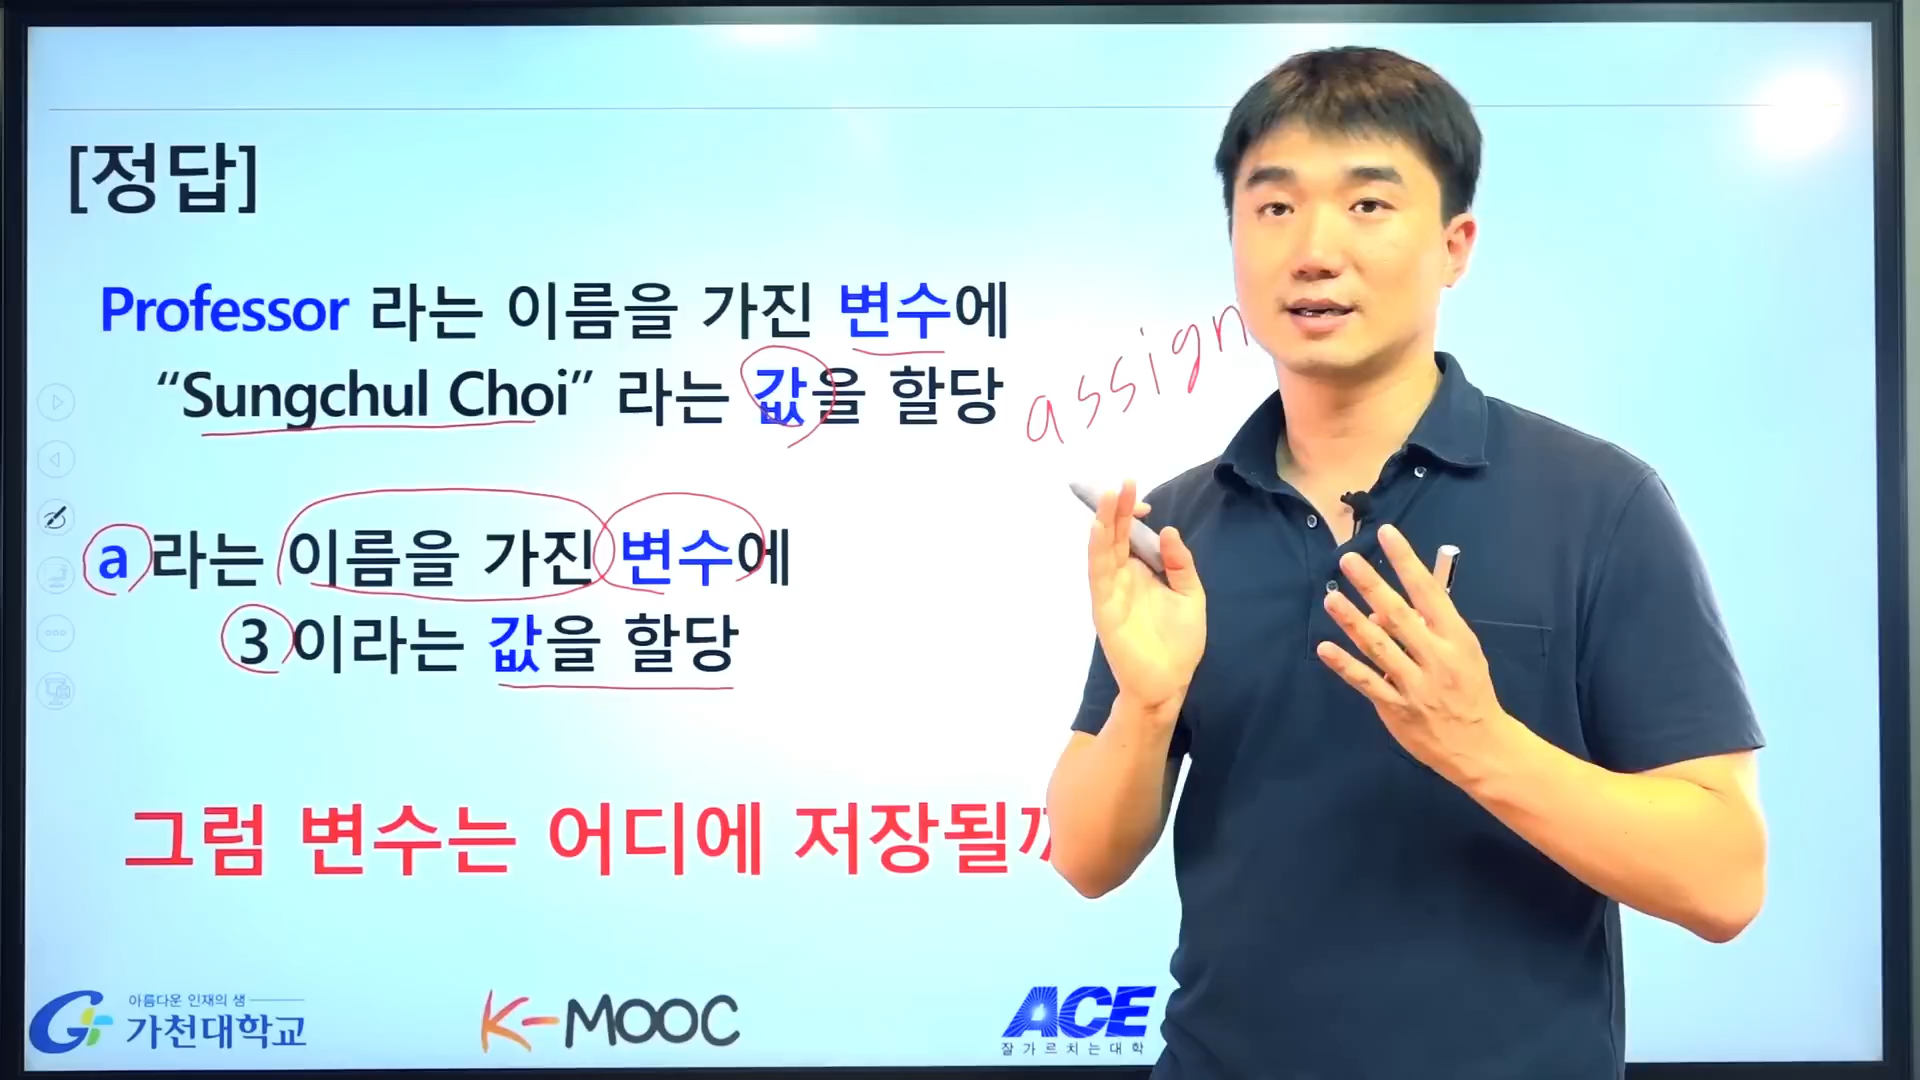 [정답]
Professor 라는 이름을 가진 변수에
“Sungchul Choi” 라는 값을 할당
assign
a 라는 이름을 가진 변수에
3 이라는 값을 할당
그럼 변수는 어디에 저장될까
아름다운 인재의 샘
가천대학교
K-MOOC
ACE
잘가르치는대학